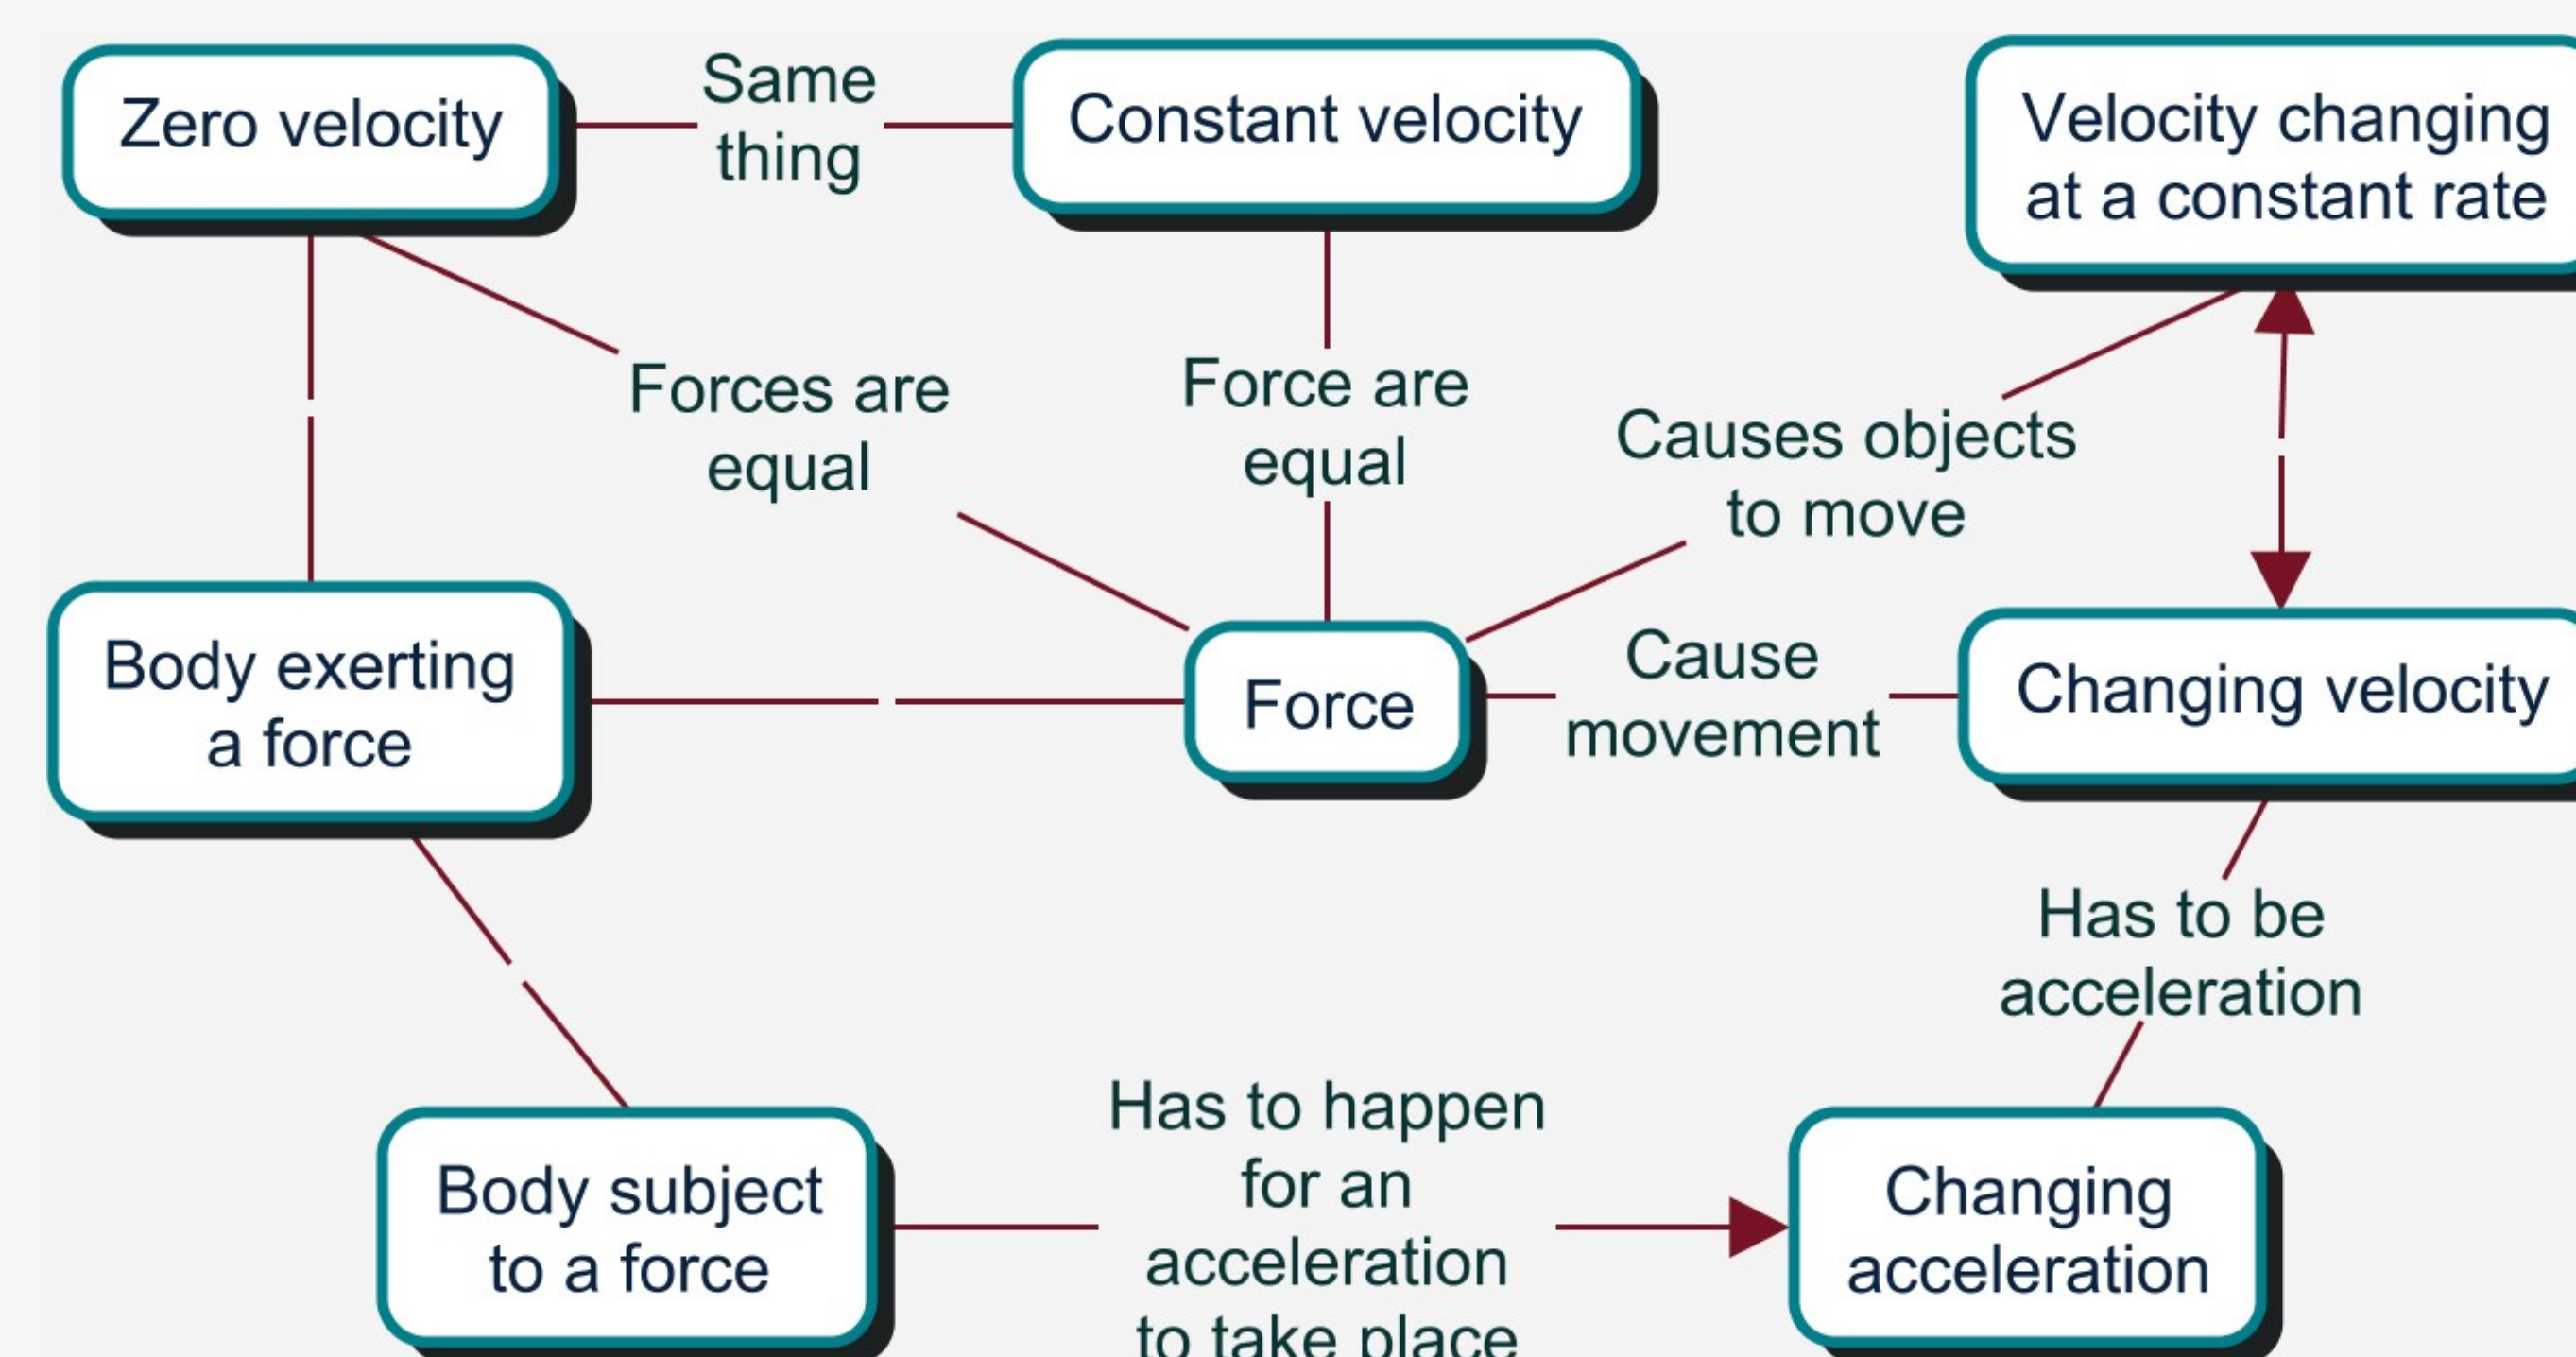 Zero velocity
Same
thing
Constant velocity
Velocity changing
at a constant rate
Forces are
equal
Force are
equal
Causes objects
to move
Body exerting
a force
Force
Cause
movement
Changing velocity
Has to be
acceleration
Body subject
to a force
Has to happen
for an
acceleration
to take place
Changing
acceleration